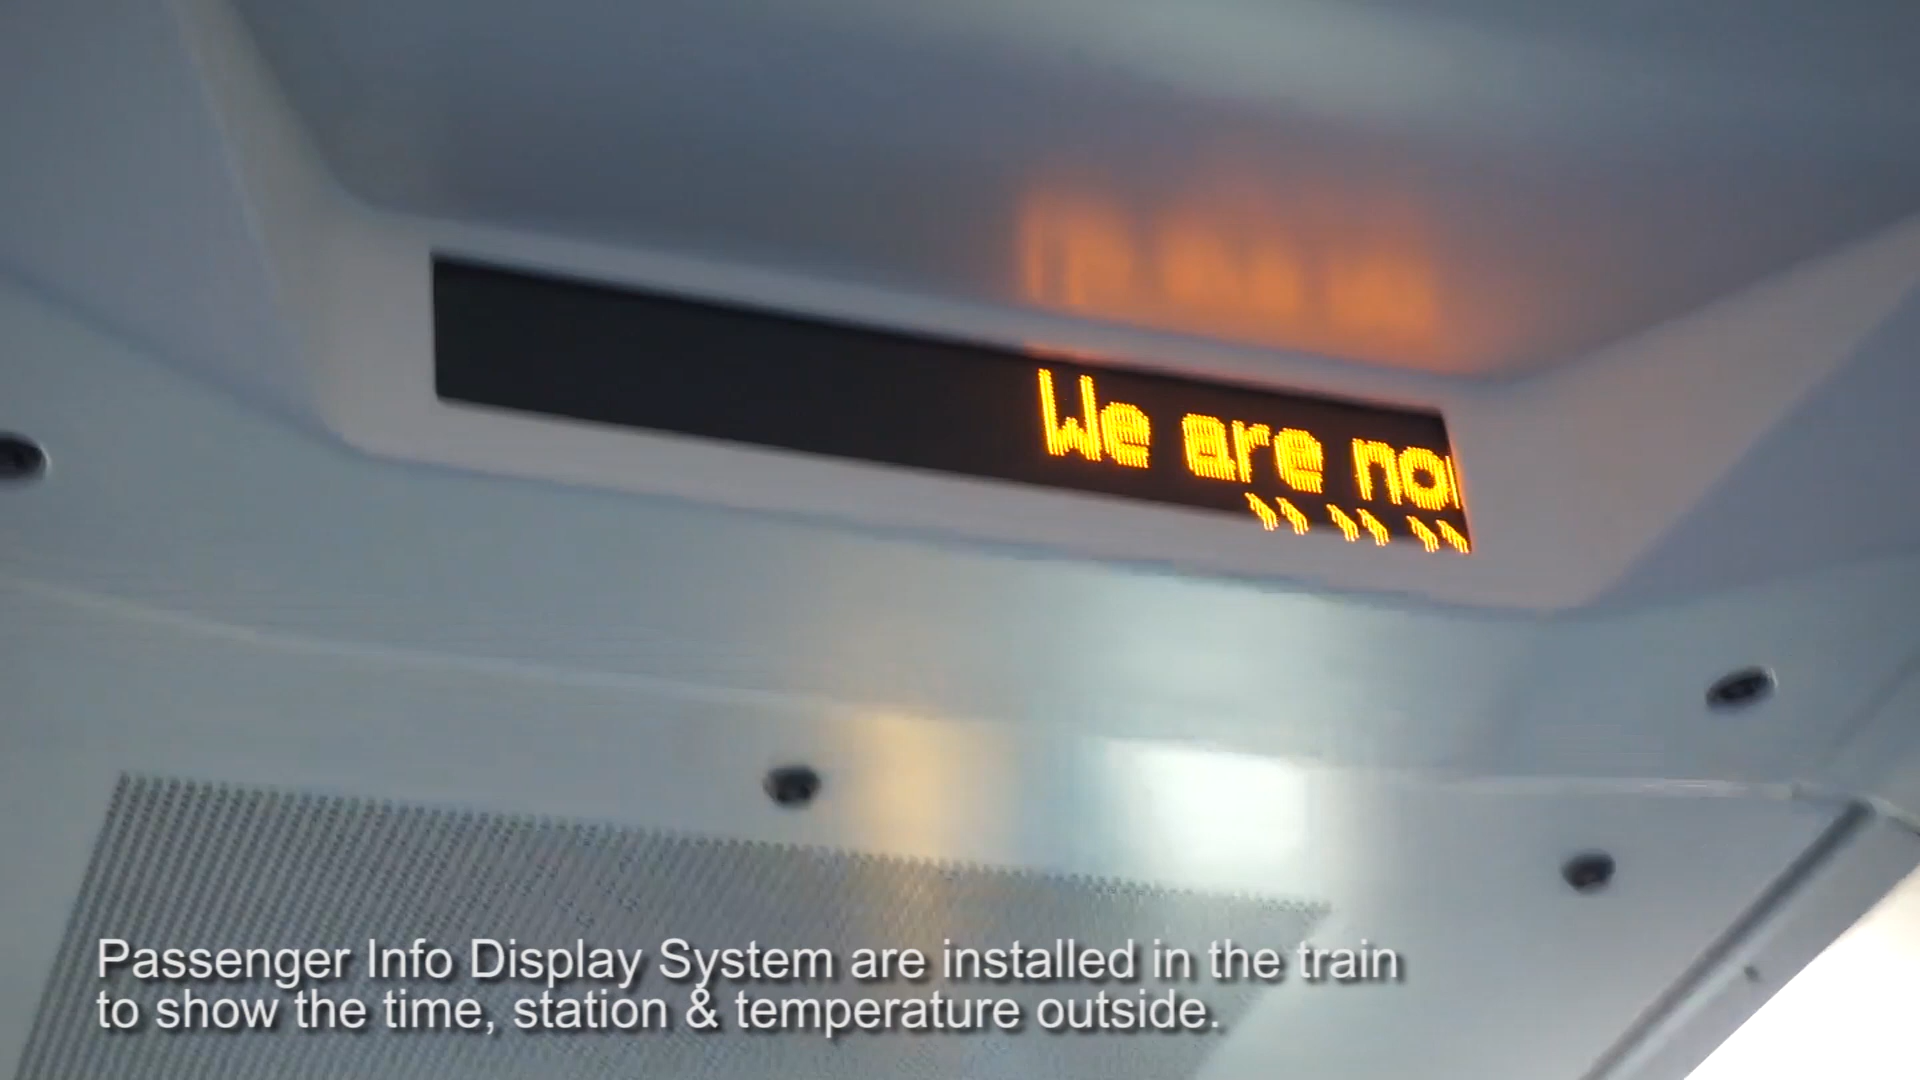 We are no
Passenger Info Display System are installed in the train
to show the time, station & temperature outside.